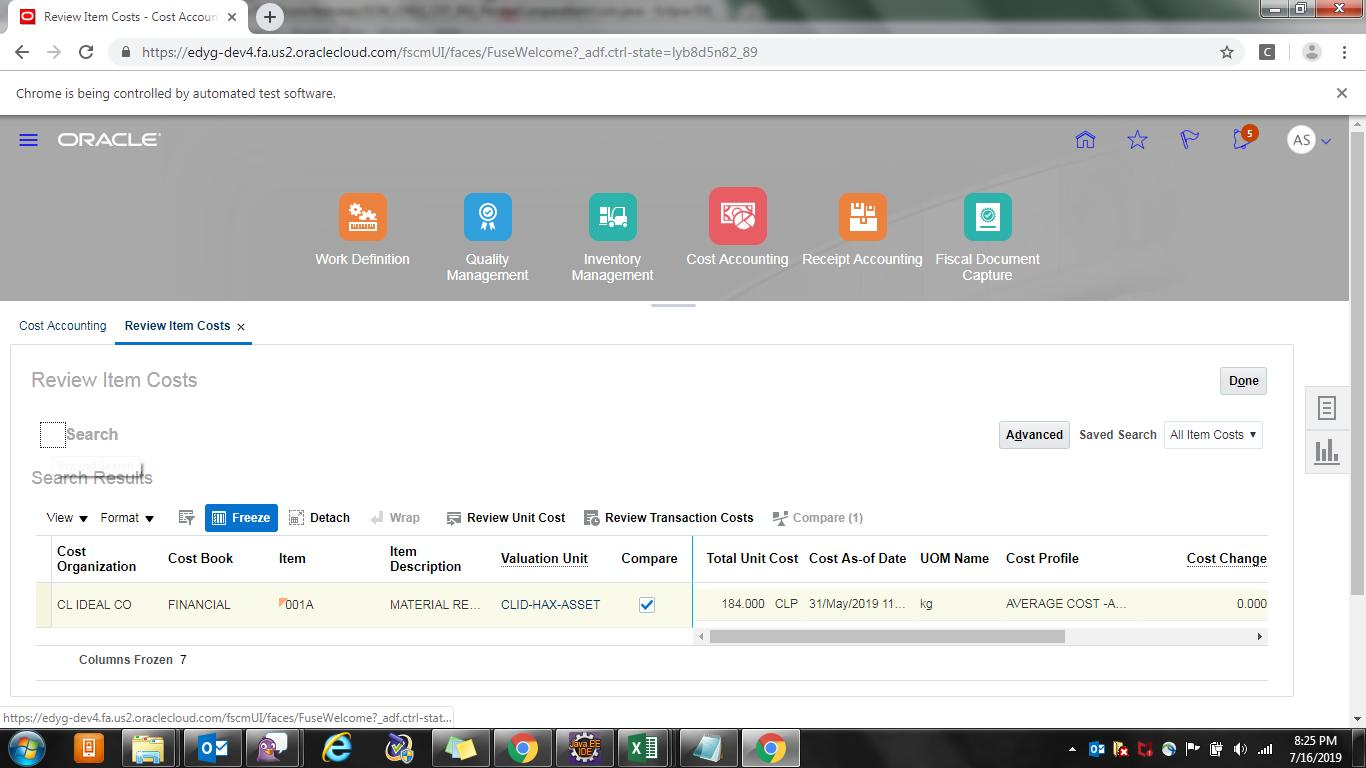 Review Item Costs - Cost Accoun
https://edyg-dev4.fa.us2.oraclecloud.com/fscmUI/faces/FuseWelcome?_adf.ctrl-state=lyb8d5n82_89
C
Chrome is being controlled by automated test software.
ORACLE
5
AS
Work Definition
Quality
Management
Inventory
Management
Cost Accounting
Receipt Accounting
Fiscal Document
Capture
Cost Accounting
Review Item Costs
Review Item Costs
Done
Search
Advanced
Saved Search
All Item Costs
Search Results
View
Format
Freeze
Detach
Wrap
Review Unit Cost
Review Transaction Costs
Compare (1)
Cost
Organization
Cost Book
Item
Item
Description
Valuation Unit
Compare
Total Unit Cost
Cost As-of Date
UOM Name
Cost Profile
Cost Change
CL IDEAL CO
FINANCIAL
001A
MATERIAL RE...
CLID-HAX-ASSET
184.000 CLP
31/May/2019 11...
kg
AVERAGE COST -A...
0.000
Columns Frozen 7
https://edyg-dev4.fa.us2.oraclecloud.com/fscmUI/faces/FuseWelcome?_adf.ctrl-stat...
Java EE
IDE
8:25 PM
7/16/2019